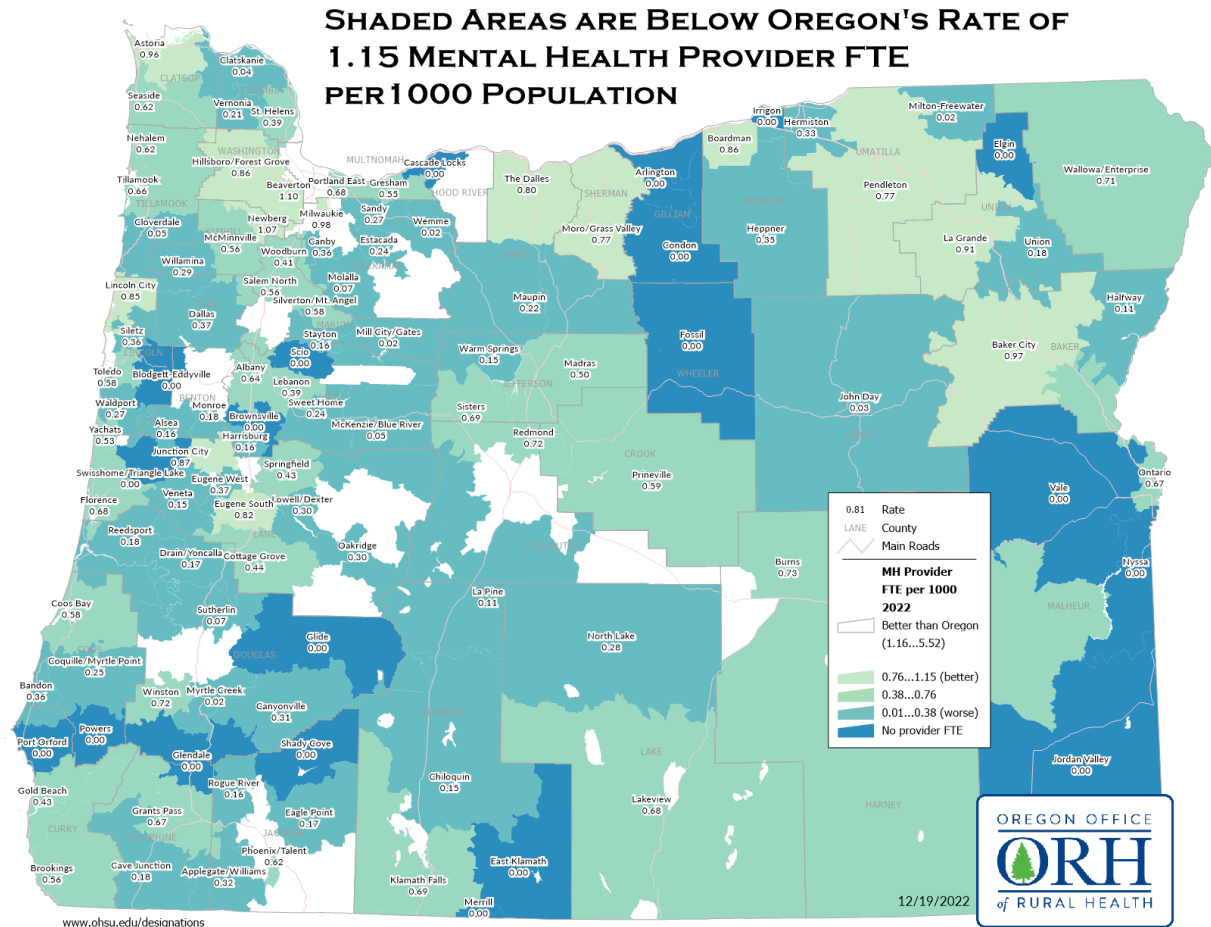 SHADED AREAS ARE BELOW OREGON'S RATE OF
1.15 MENTAL HEALTH PROVIDER FTE
PER1000 POPULATION
Astoria
0.96
Clatskanie
0.04
CLATSOP
Seaside
0.62
Vernonia
0.21
St. Helens
0.39
Nehalem
0.62
WASHINGTON
Hillsboro/Forest Grove
0.86
MULTNOMAH
Cascade Locks
0.00
HOOD RIVER
Tillamook
0.66
TILLAMOOK
Beaverton
1.10
Portland East
0.68
Gresham
0.55
Milwaukie
0.98
Sandy
0.27
Wemme
0.02
Cloverdale
0.05
Newberg
1.07
McMinnville
0.56
Canby
0.36
Estacada
0.24
Woodburn
0.41
Willamina
0.29
Molalla
0.07
Lincoln City
0.85
Salem North
0.56
Silverton/Mt. Angel
0.58
Dallas
0.37
MARION
Siletz
0.36
LINCOLN
Stayton
0.16
Mill City/Gates
0.02
Scio
0.00
Toledo
0.58
Blodgett-Eddyville
0.00
Albany
0.64
Lebanon
0.39
BENTON
Waldport
0.27
Monroe
0.18
Brownsville
0.00
Sweet Home
0.24
Yachats
0.53
Alsea
0.16
Harrisburg
0.16
McKenzie/Blue River
0.05
Junction City
0.87
Swisshome/Triangle Lake
0.00
Springfield
0.43
Eugene West
0.37
Florence
0.68
Veneta
0.15
Eugene South
0.82
Lowell/Dexter
0.30
LANE
Reedsport
0.18
Drain/Yoncalla
0.17
Cottage Grove
0.44
Oakridge
0.30
Coos Bay
0.58
Sutherlin
0.07
Glide
0.00
DOUGLAS
Coquille/Myrtle Point
0.25
Bandon
0.36
Winston
0.72
Myrtle Creek
0.02
Canyonville
0.31
Port Orford
0.00
Powers
0.00
Glendale
0.00
Shady Cove
0.00
Gold Beach
0.43
Rogue River
0.16
Grants Pass
0.67
Eagle Point
0.17
CURRY
Phoenix/Talent
0.62
Brookings
0.56
Cave Junction
0.18
Applegate/Williams
0.32
The Dalles
0.80
SHERMAN
Moro/Grass Valley
0.77
Arlington
0.00
GILLIAM
Condon
0.00
Boardman
0.86
Irrigon
0.00
Hermiston
0.33
Milton-Freewater
0.02
UMATILLA
Pendleton
0.77
Elgin
0.00
Wallowa/Enterprise
0.71
Heppner
0.35
La Grande
0.91
Union
0.18
Maupin
0.22
Halfway
0.11
Fossil
0.00
WHEELER
Baker City
0.97
BAKER
Warm Springs
0.15
Madras
0.50
JEFFERSON
John Day
0.03
Sisters
0.69
Redmond
0.72
CROOK
Prineville
0.59
Vale
0.00
Ontario
0.67
Burns
0.73
Nyssa
0.00
MALHEUR
La Pine
0.11
North Lake
0.28
Chiloquin
0.15
LAKE
Lakeview
0.68
HARNEY
Jordan Valley
0.00
Klamath Falls
0.69
East Klamath
0.00
Merrill
0.00
0.81 Rate
LANE County
Main Roads
MH Provider
FTE per 1000
2022
Better than Oregon
(1.16...5.52)
0.76...1.15 (better)
0.38...0.76
0.01...0.38 (worse)
No provider FTE
12/19/2022
OREGON OFFICE
ORH
of RURAL HEALTH
www.ohsu.edu/designations